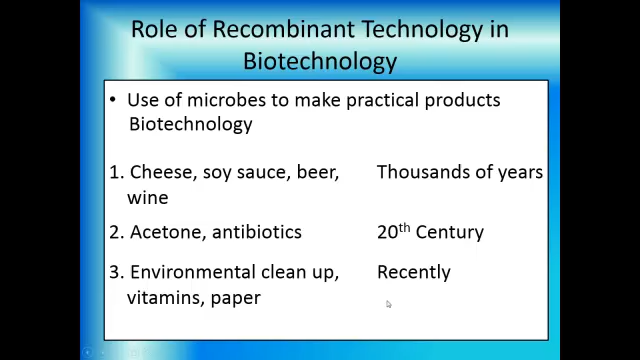 Role of Recombinant Technology in
Biotechnology
• Use of microbes to make practical products
Biotechnology
1. Cheese, soy sauce, beer, Thousands of years
wine
2. Acetone, antibiotics 20th Century
3. Environmental clean up, Recently
vitamins, paper